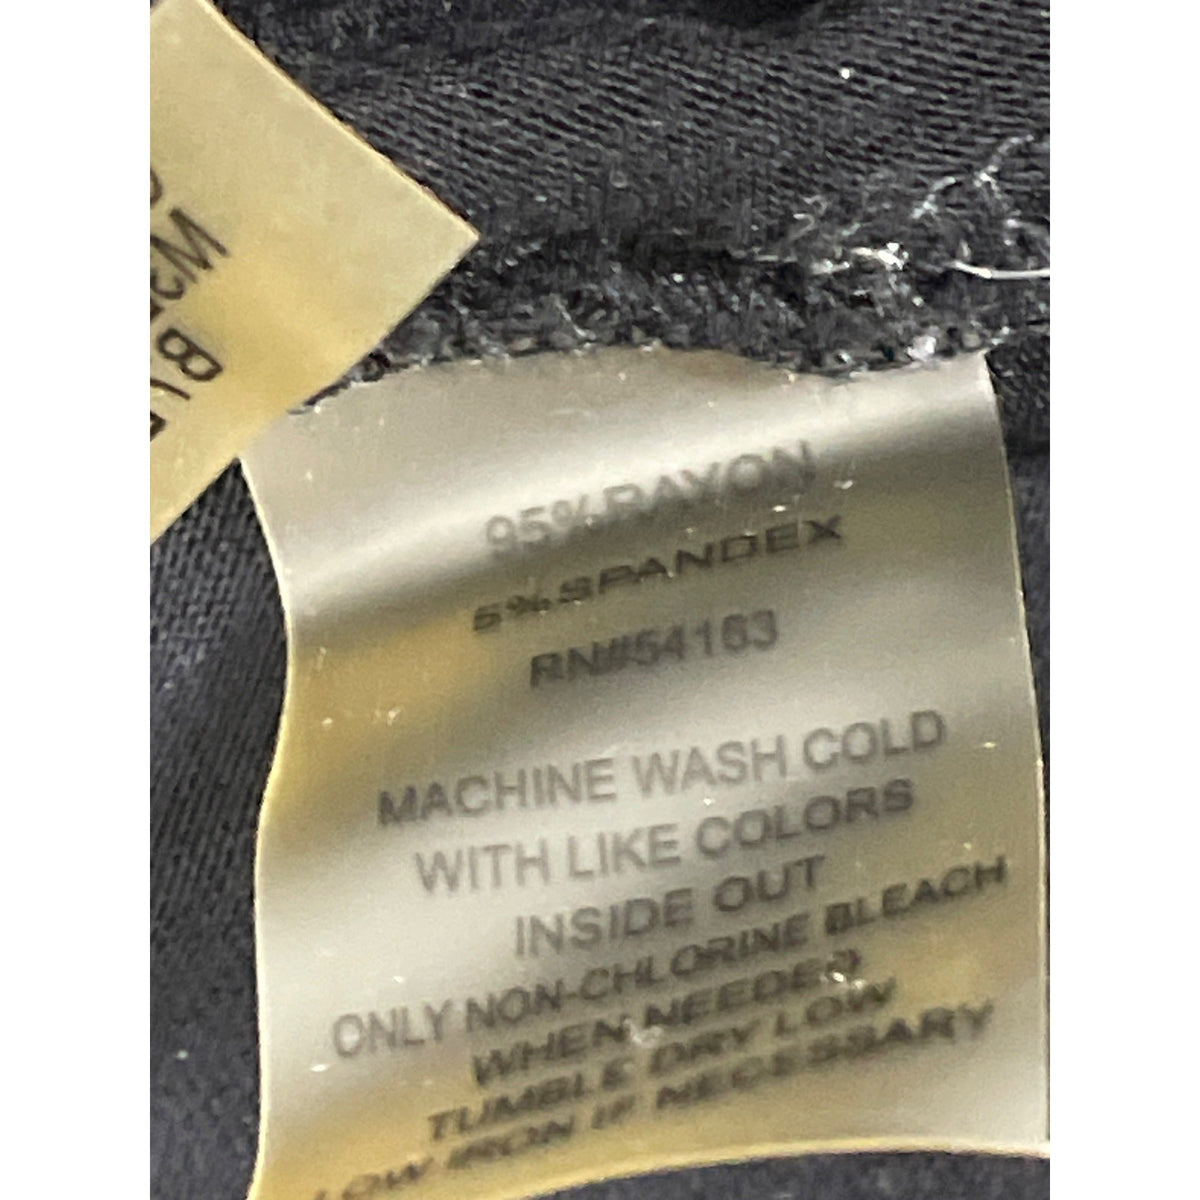 95% RAYON
5% SPANDEX
RN#54163
MACHINE WASH COLD
WITH LIKE COLORS
INSIDE OUT
ONLY NON-CHLORINE BLEACH
WHEN NEEDED
TUMBLE DRY LOW
LOW IRON IF NECESSARY